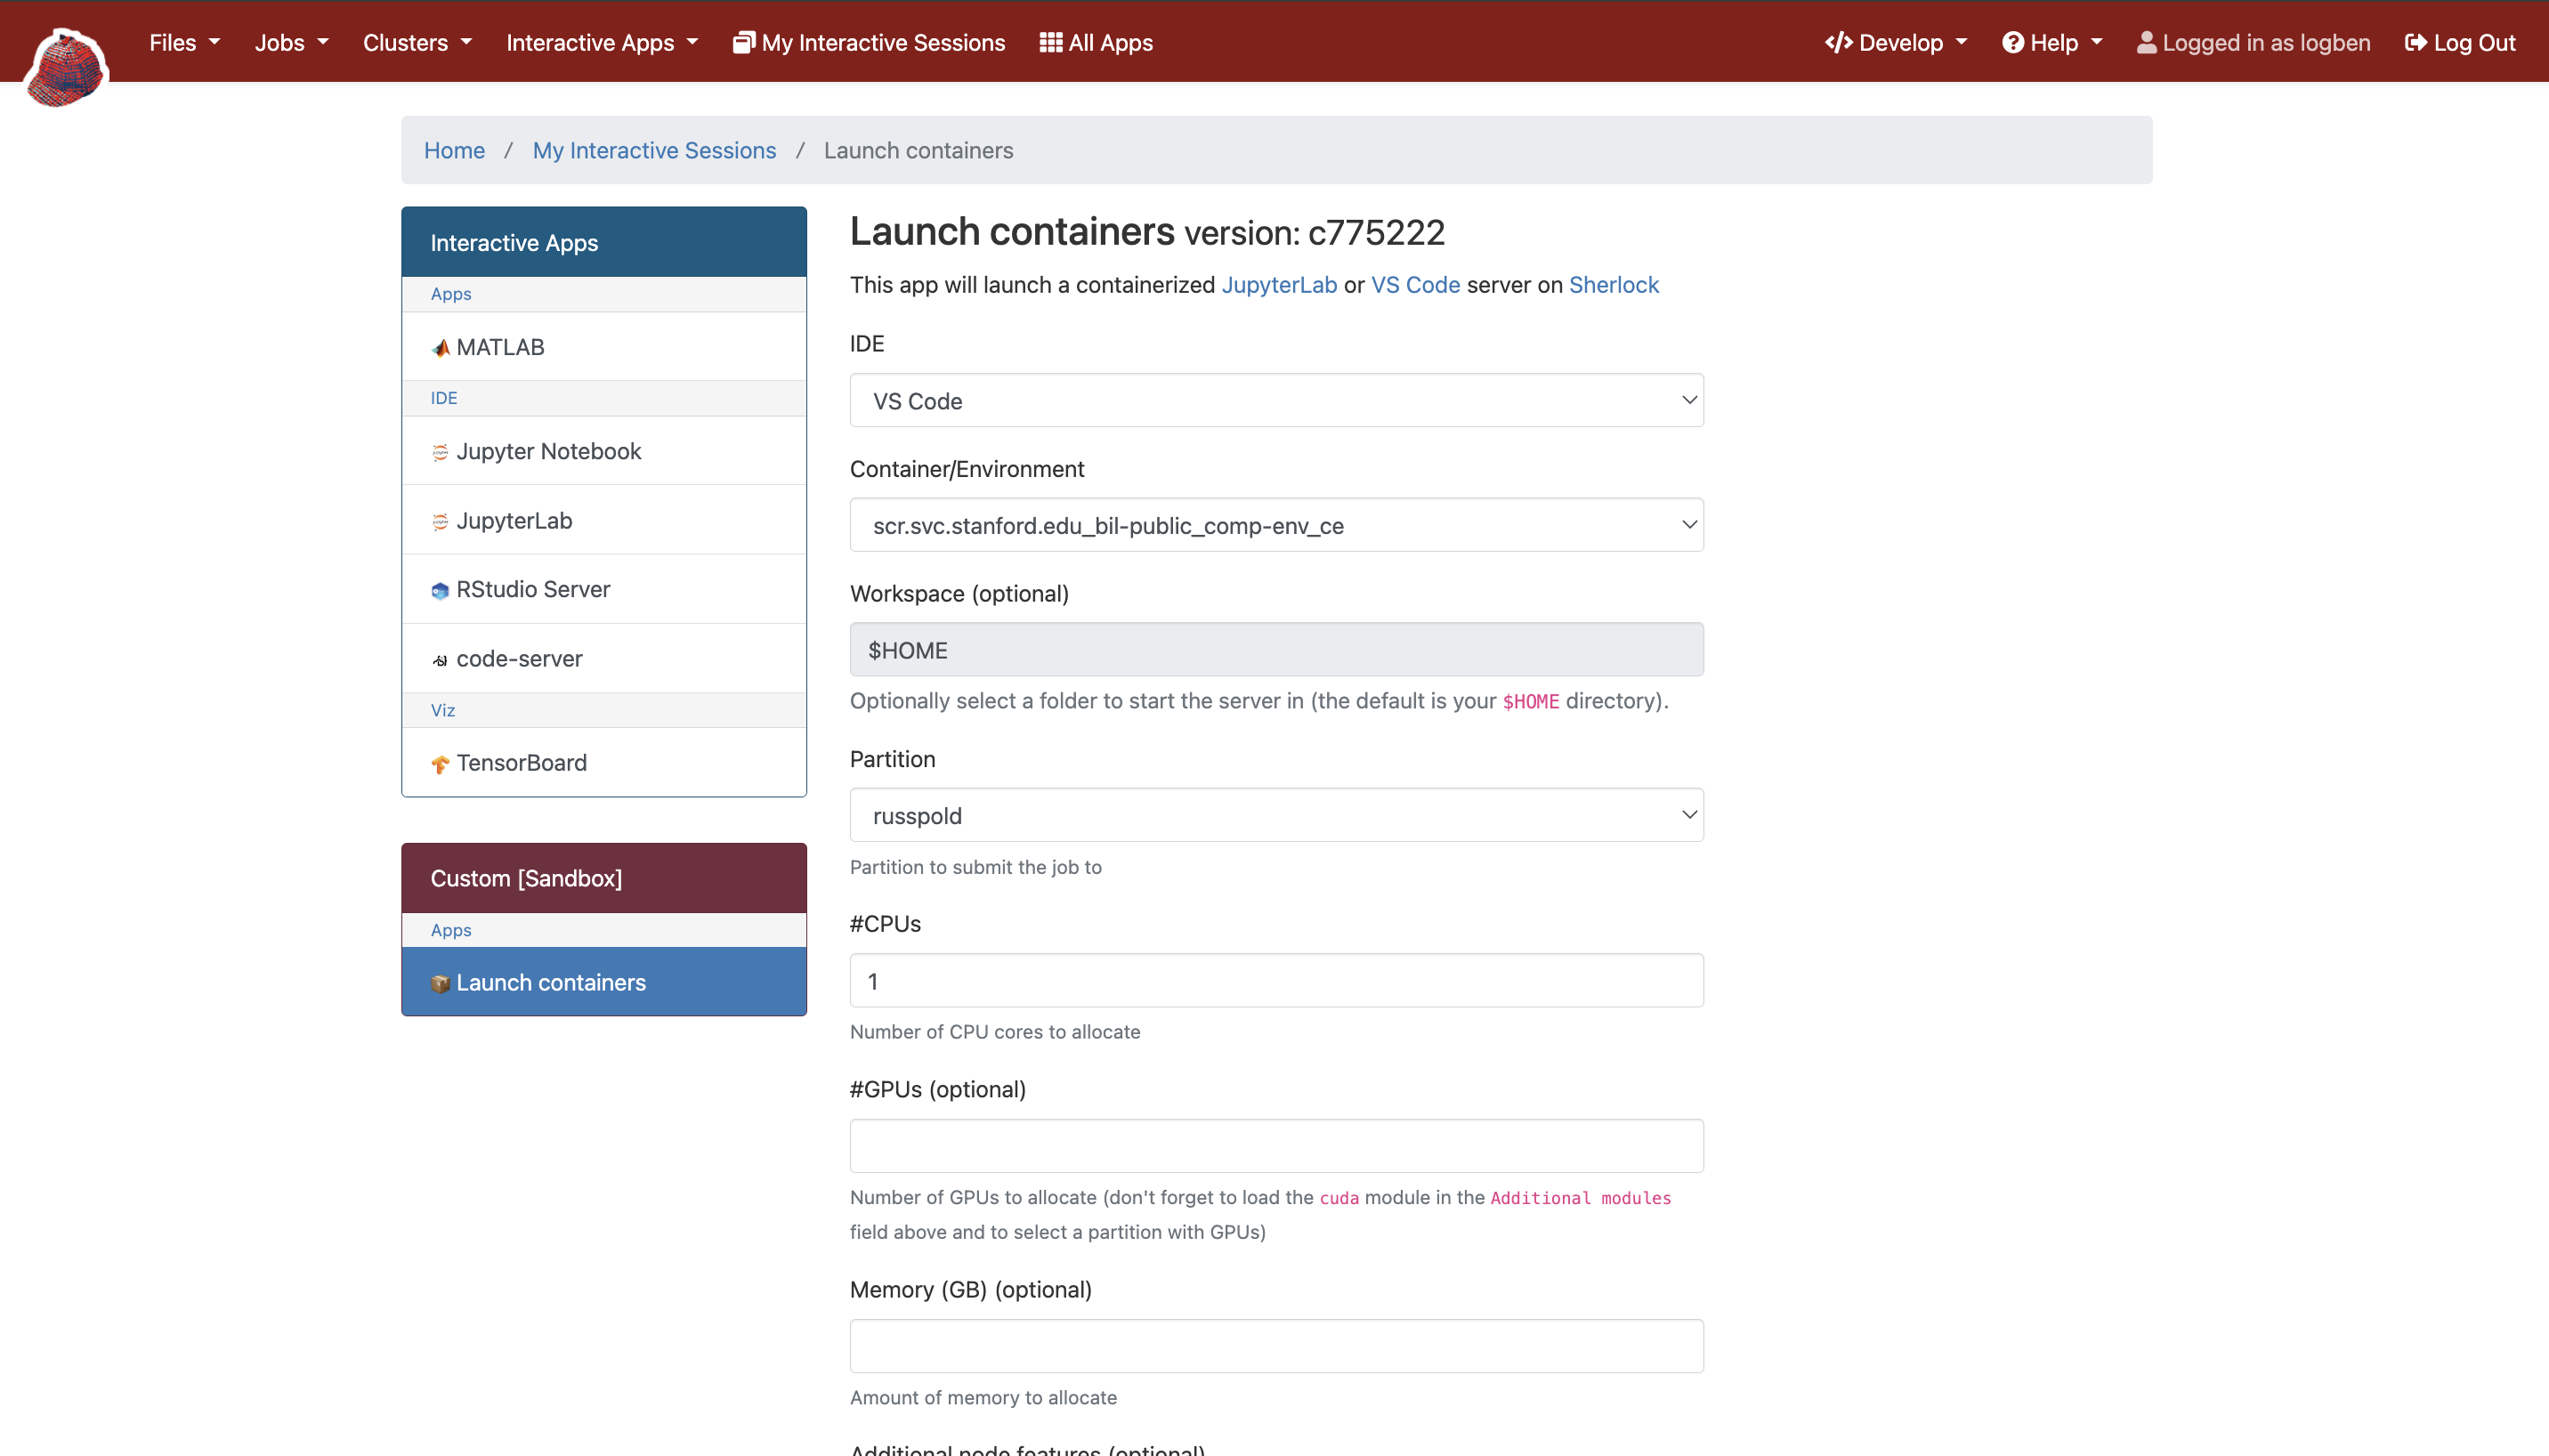 Files Jobs Clusters Interactive Apps My Interactive Sessions All Apps Develop Help Logged in as logben Log Out
Home / My Interactive Sessions / Launch containers
Interactive Apps
Apps
MATLAB
IDE
Jupyter Notebook
JupyterLab
RStudio Server
code-server
Viz
TensorBoard
Custom [Sandbox]
Apps
Launch containers
Launch containers version: c775222
This app will launch a containerized JupyterLab or VS Code server on Sherlock
IDE
VS Code
Container/Environment
scr.svc.stanford.edu_bil-public_comp-env_ce
Workspace (optional)
$HOME
Optionally select a folder to start the server in (the default is your $HOME directory).
Partition
russpold
Partition to submit the job to
#CPUs
1
Number of CPU cores to allocate
#GPUs (optional)
Number of GPUs to allocate (don't forget to load the cuda module in the Additional modules
field above and to select a partition with GPUs)
Memory (GB) (optional)
Amount of memory to allocate
Additional node features (optional)